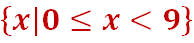 {x|0 ≤ x < 9}